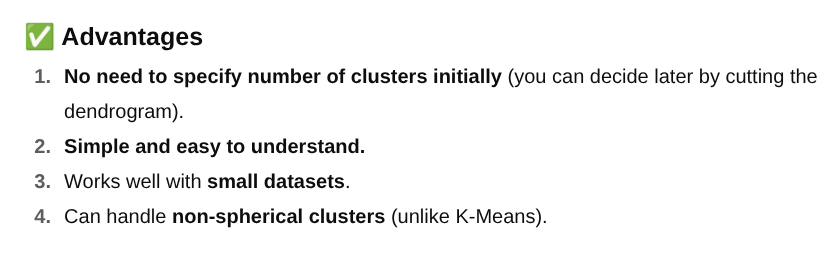 ✅ Advantages
1. No need to specify number of clusters initially (you can decide later by cutting the
dendrogram).
2. Simple and easy to understand.
3. Works well with small datasets.
4. Can handle non-spherical clusters (unlike K-Means).